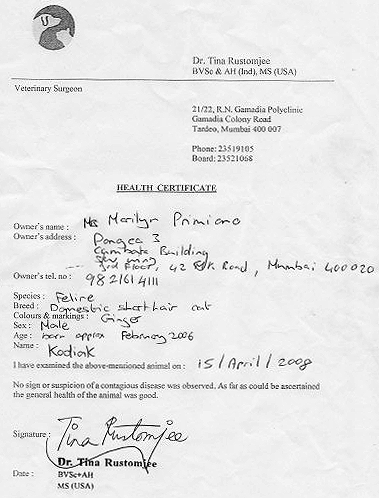 Dr. Tina Rustomjee
BVSc & AH (Ind), MS (USA)
Veterinary Surgeon
21/22, R.N. Gamadia Polyclinic
Gamadia Colony Road
Tardeo, Mumbai 400 007
Phone: 23519105
Board: 23521068
HEALTH CERTIFICATE
Owner's name : Ms Marilyn Primiano
Owner's address : Pangea 3
Building
3rd Floor, 42 Road, Mumbai 400020
Owner's tel. no : 9821614111
Species : Feline
Breed : Domestic shorthair cat
Colours & markings : Ginger
Sex : Male
Age : born approx February 2006
Name : Kodiak
I have examined the above-mentioned animal on : 15/April/2008
No sign or suspicion of a contagious disease was observed. As far as could be ascertained
the general health of the animal was good.
Signature : Tina Rustomjee
Dr. Tina Rustomjee
Date : BVSc+AH
MS (USA)